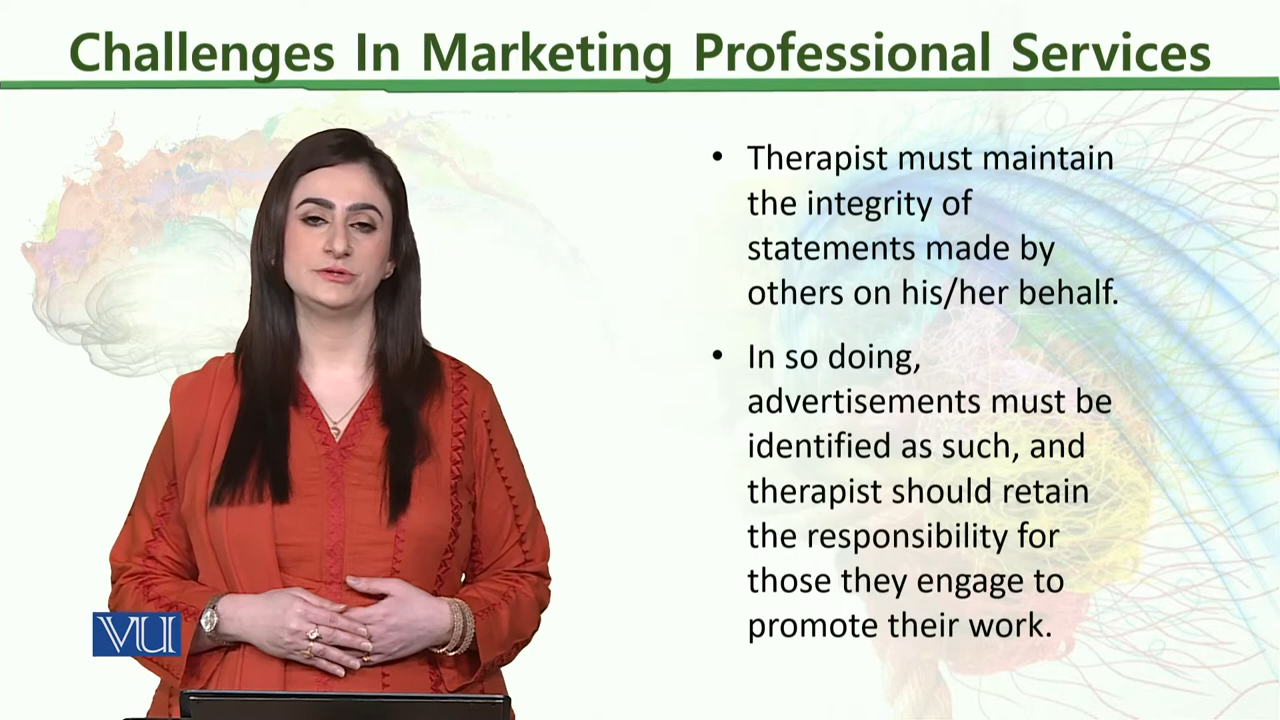 Challenges In Marketing Professional Services
• Therapist must maintain
the integrity of
statements made by
others on his/her behalf.
• In so doing,
advertisements must be
identified as such, and
therapist should retain
the responsibility for
those they engage to
promote their work.
VU